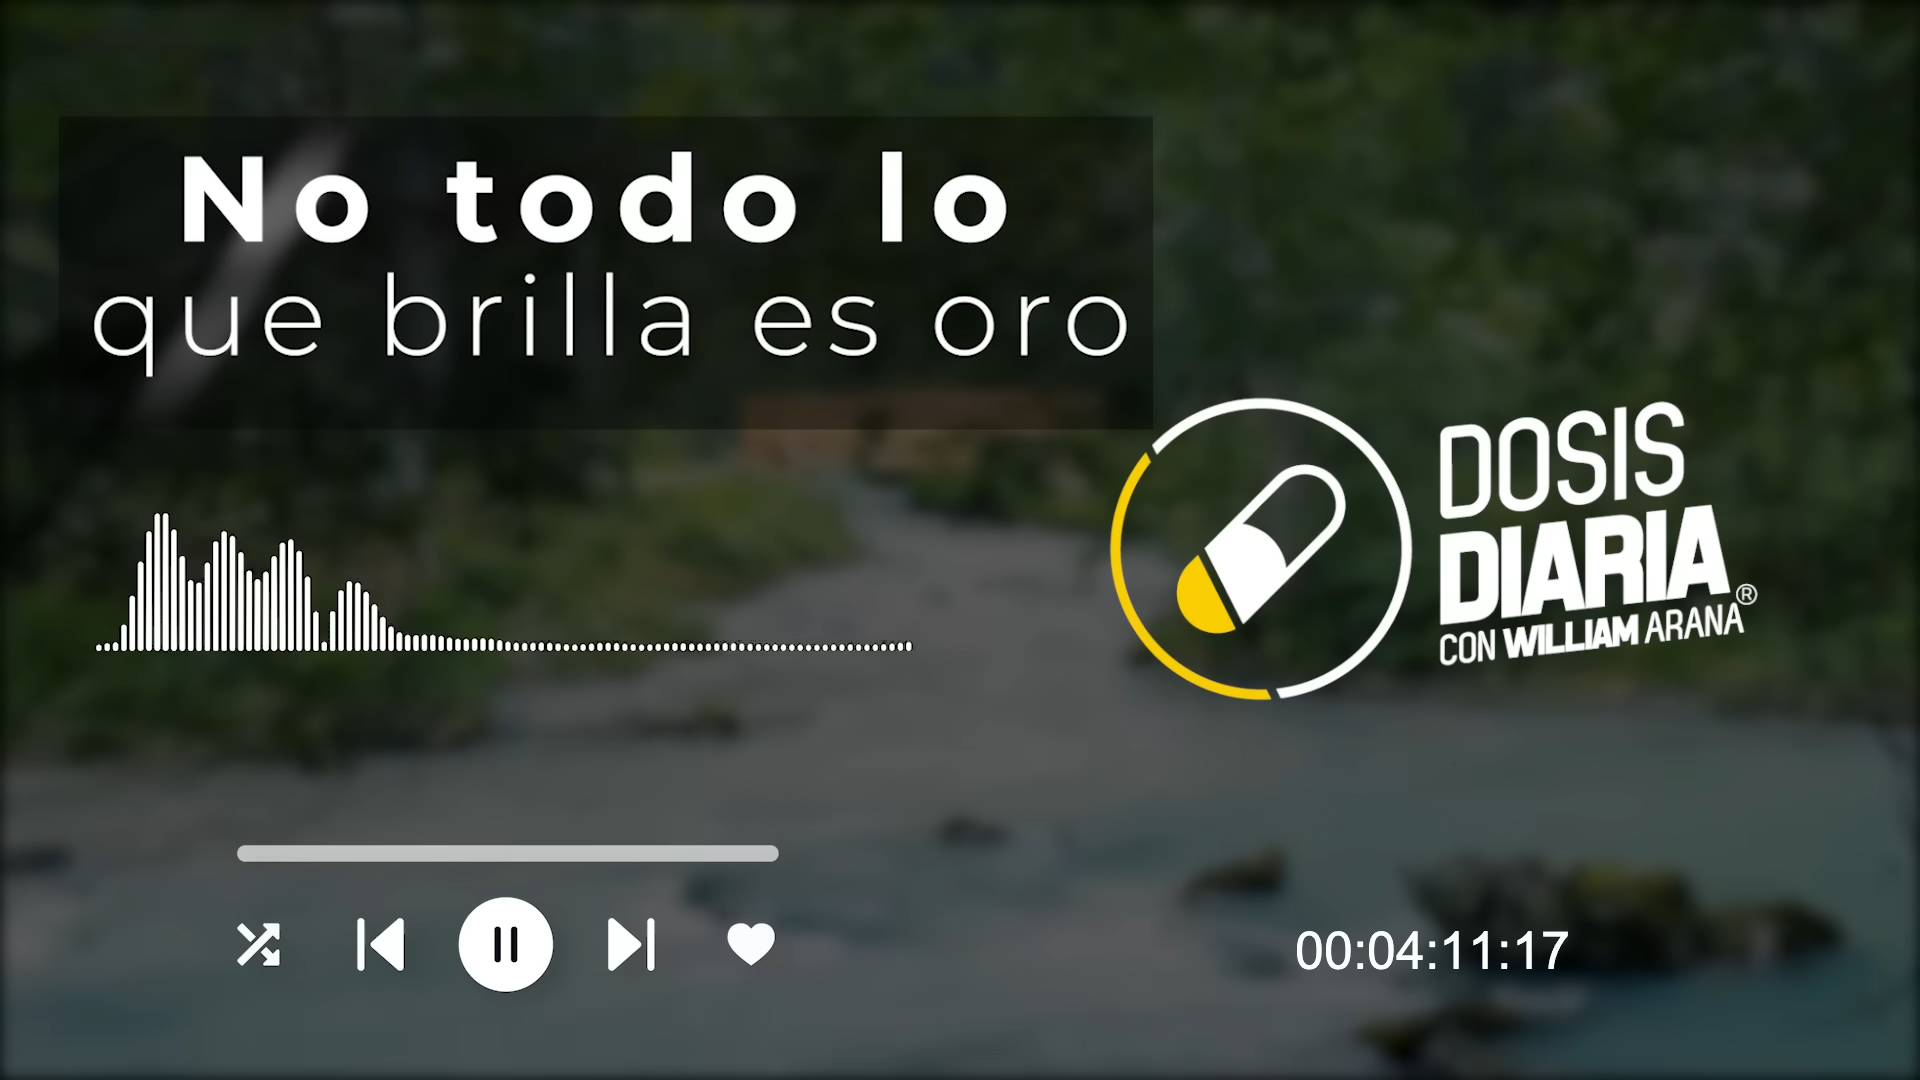 No todo lo
que brilla es oro
DOSIS
DIARIA®
CON WILLIAM ARANA
00:04:11:17